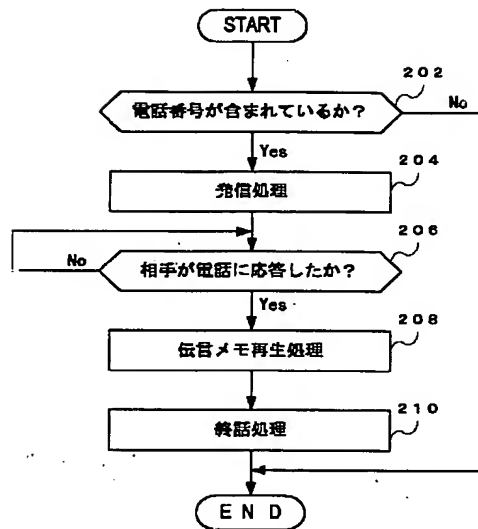 START
202
電話番号が含まれているか?
No
Yes
204
発信処理
206
相手が電話に応答したか?
No
Yes
208
伝言メモ再生処理
210
終話処理
END